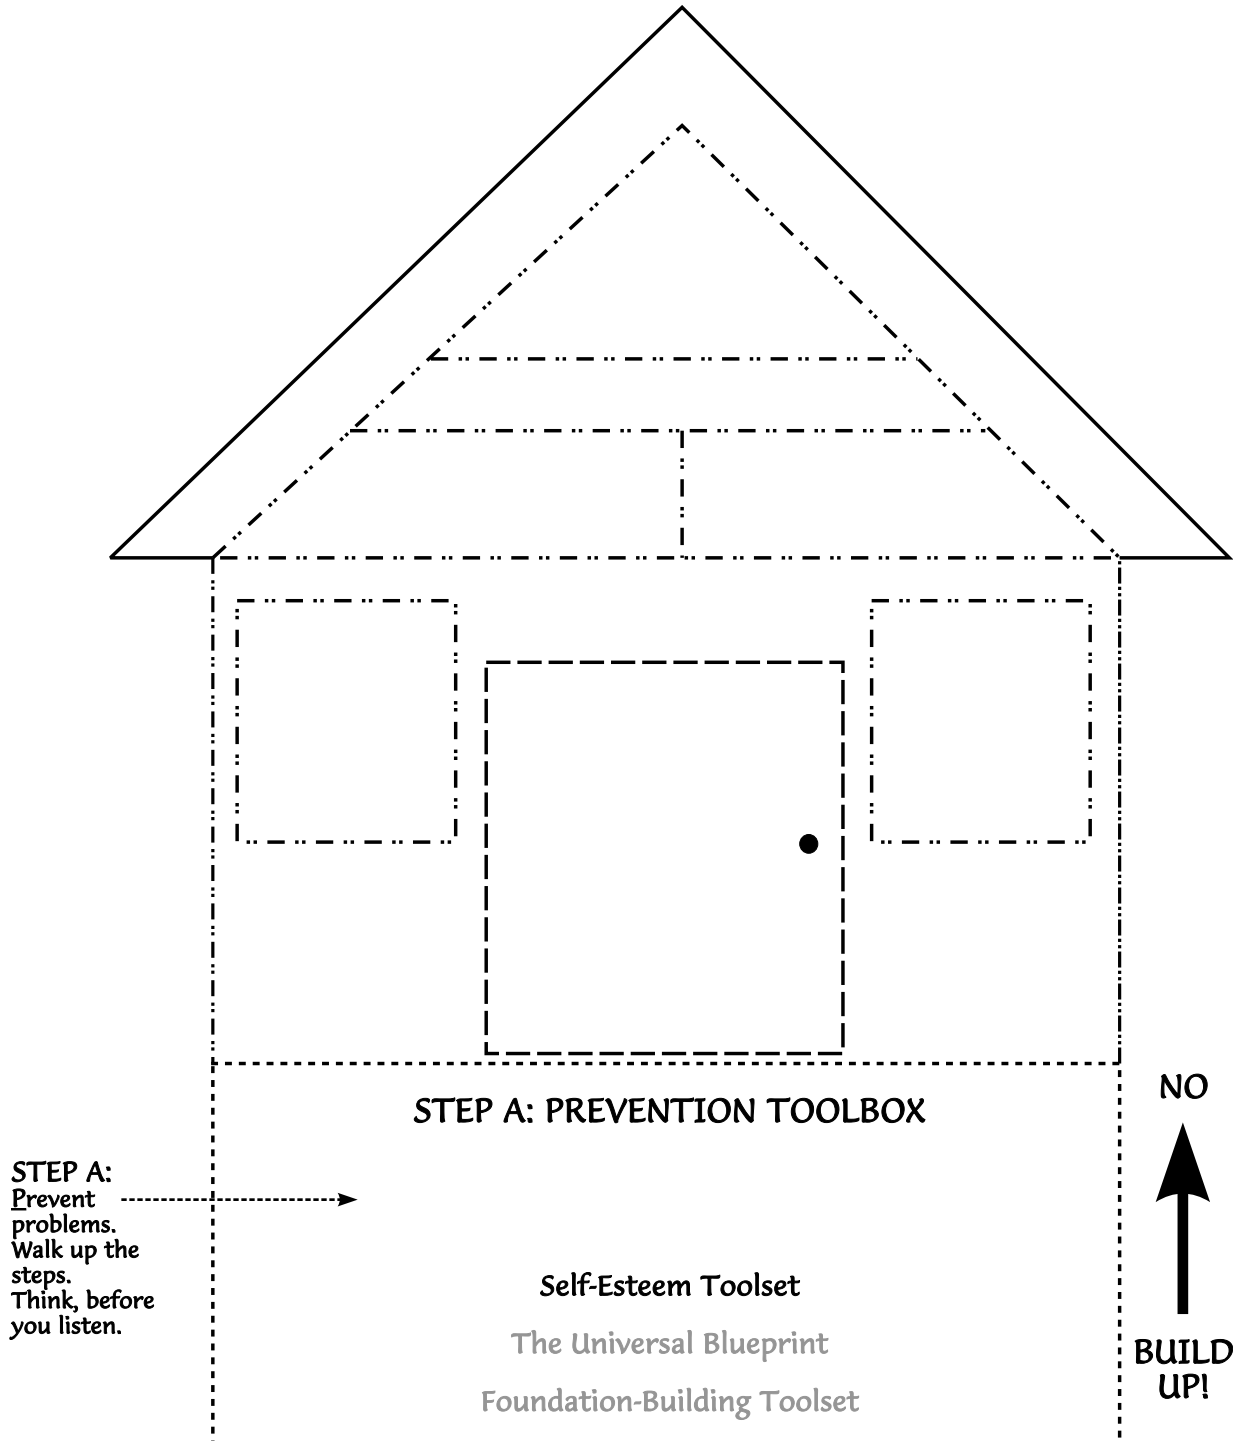 NO
STEP A: PREVENTION TOOLBOX
STEP A:
Prevent
problems.
Walk up the
steps.
Think, before
you listen.
Self-Esteem Toolset
The Universal Blueprint
BUILD
UP!
Foundation-Building Toolset